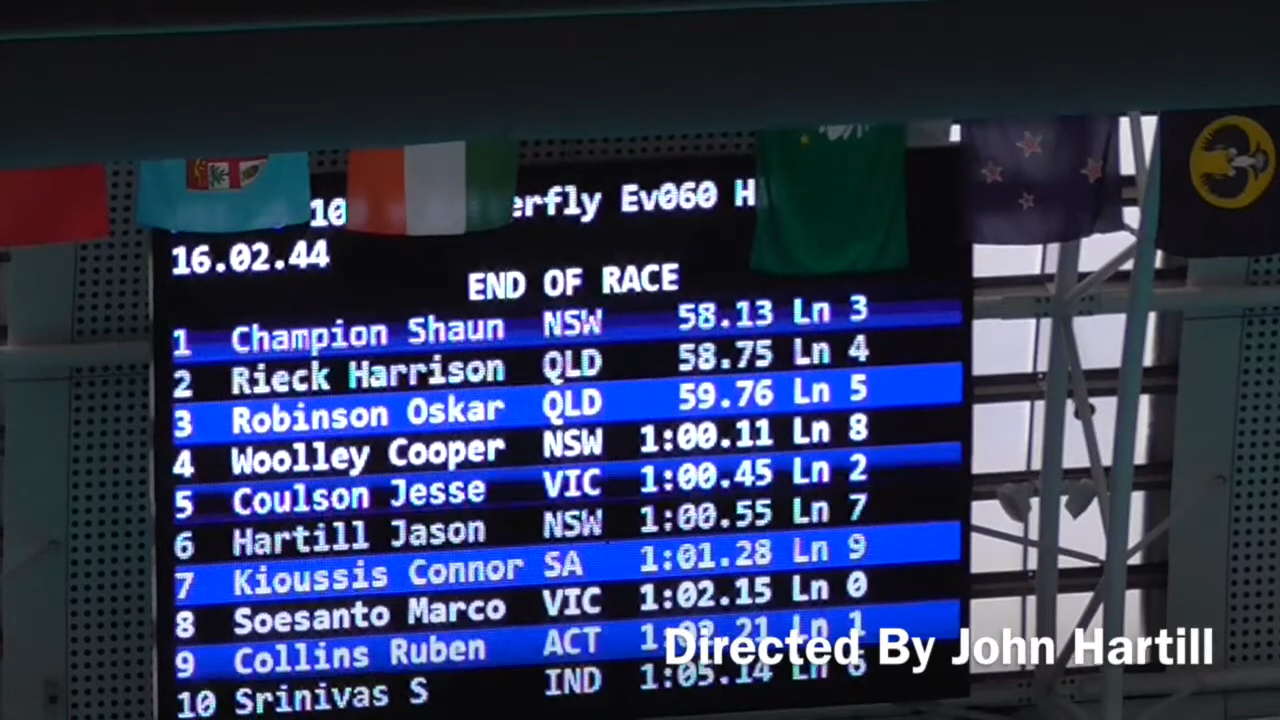 10 erfly Ev060 H
16.02.44
END OF RACE
1 Champion Shaun NSW 58.13 Ln 3
2 Rieck Harrison QLD 58.75 Ln 4
3 Robinson Oskar QLD 59.76 Ln 5
4 Woolley Cooper NSW 1:00.11 Ln 8
5 Coulson Jesse VIC 1:00.45 Ln 2
6 Hartill Jason NSW 1:00.55 Ln 7
7 Kioussis Connor SA 1:01.28 Ln 9
8 Soesanto Marco VIC 1:02.15 Ln 0
9 Collins Ruben ACT Ln 1
10 Srinivas S IND 1:05.14 Ln 6
Directed By John Hartill